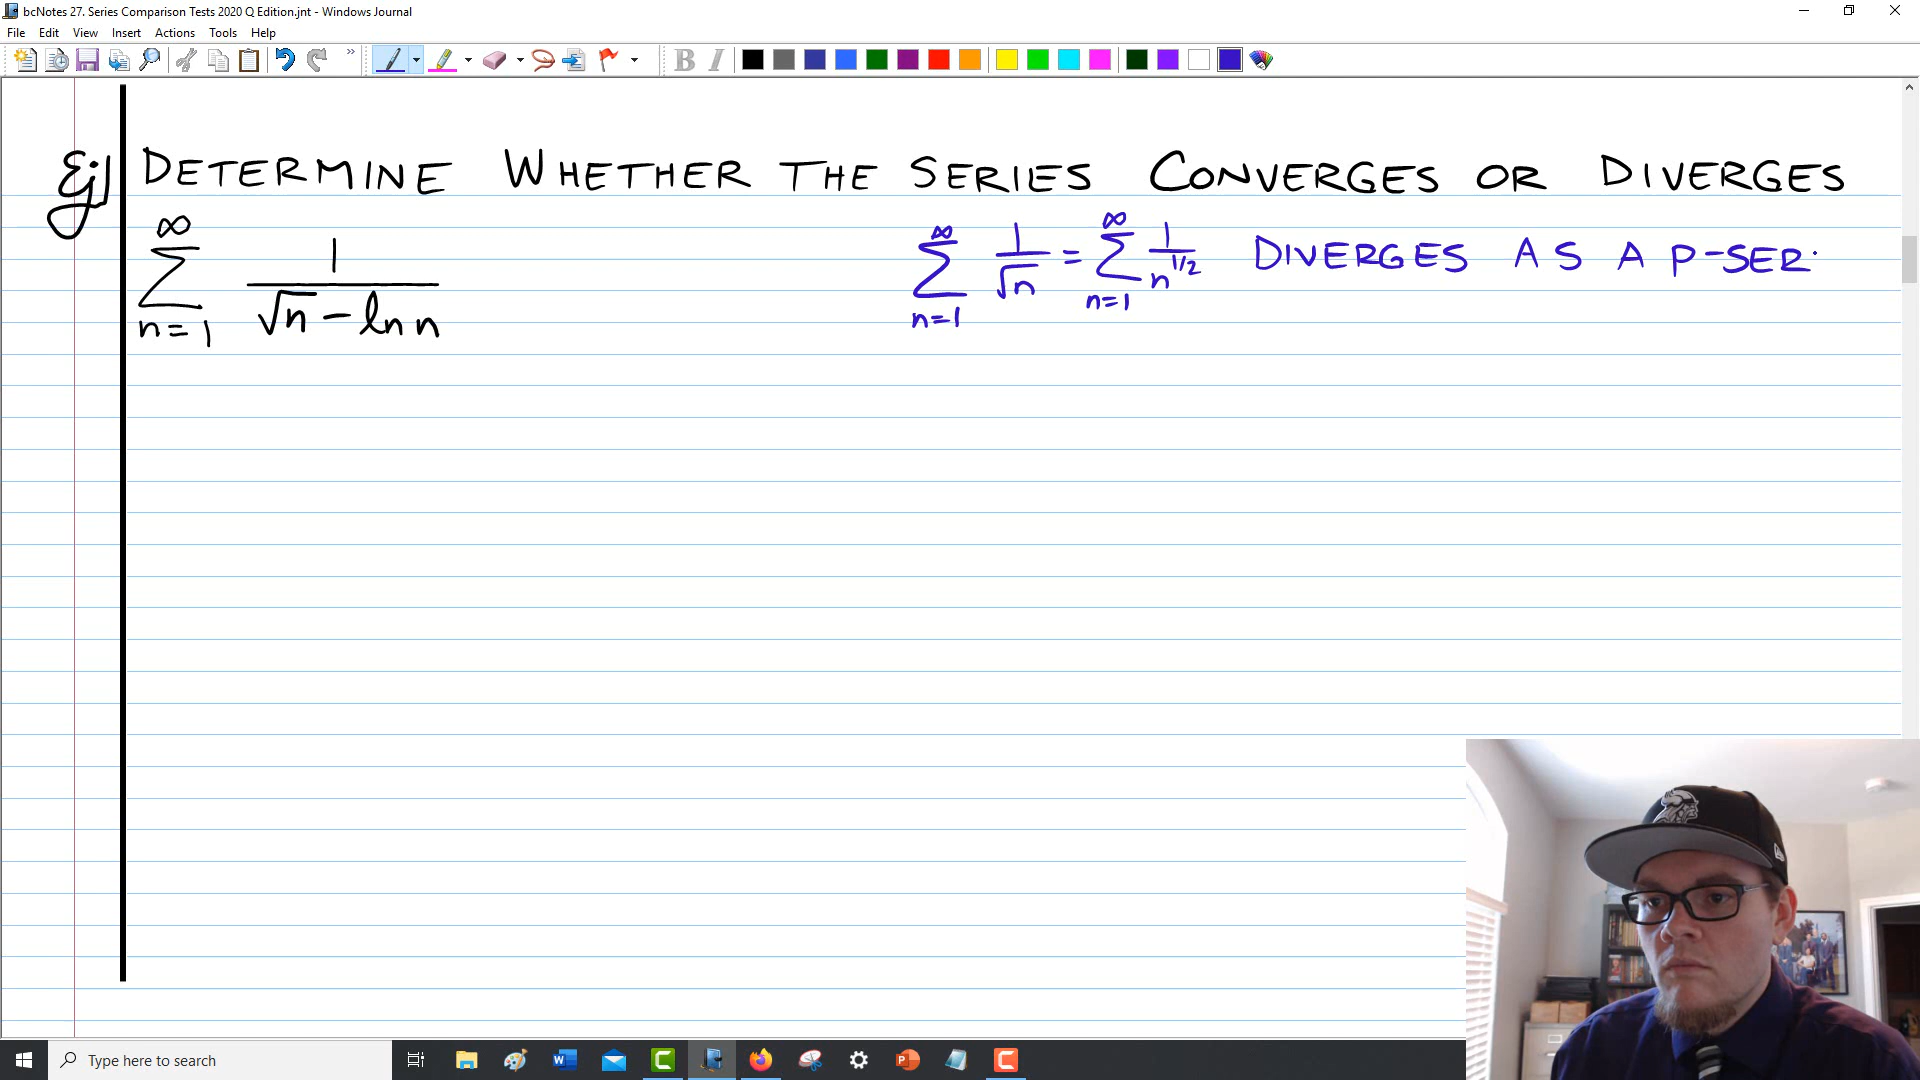 bcNotes 27. Series Comparison Tests 2020 Q Edition.jnt - Windows Journal
File Edit View Insert Actions Tools Help
B I
Ej DETERMINE WHETHER THE SERIES CONVERGES OR DIVERGES
∞ ∑ n=1 1/(√n - ln n)
∞ ∑ n=1 1/√n = ∞ ∑ n=1 1/n^1/2 DIVERGES AS A P-SER
Type here to search